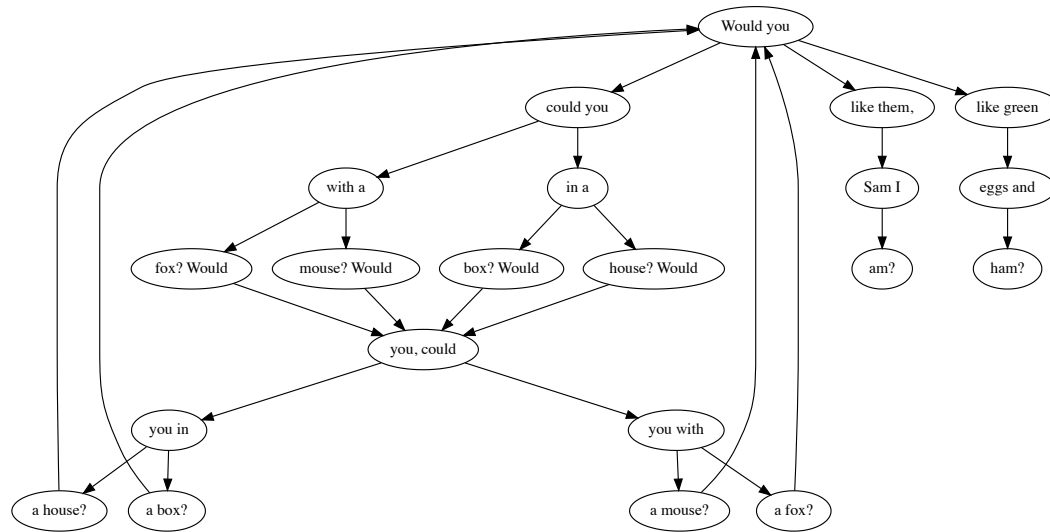 Would you
could you
like them,
like green
with a
in a
Sam I
eggs and
fox? Would
mouse? Would
box? Would
house? Would
am?
ham?
you, could
you in
you with
a house?
a box?
a mouse?
a fox?